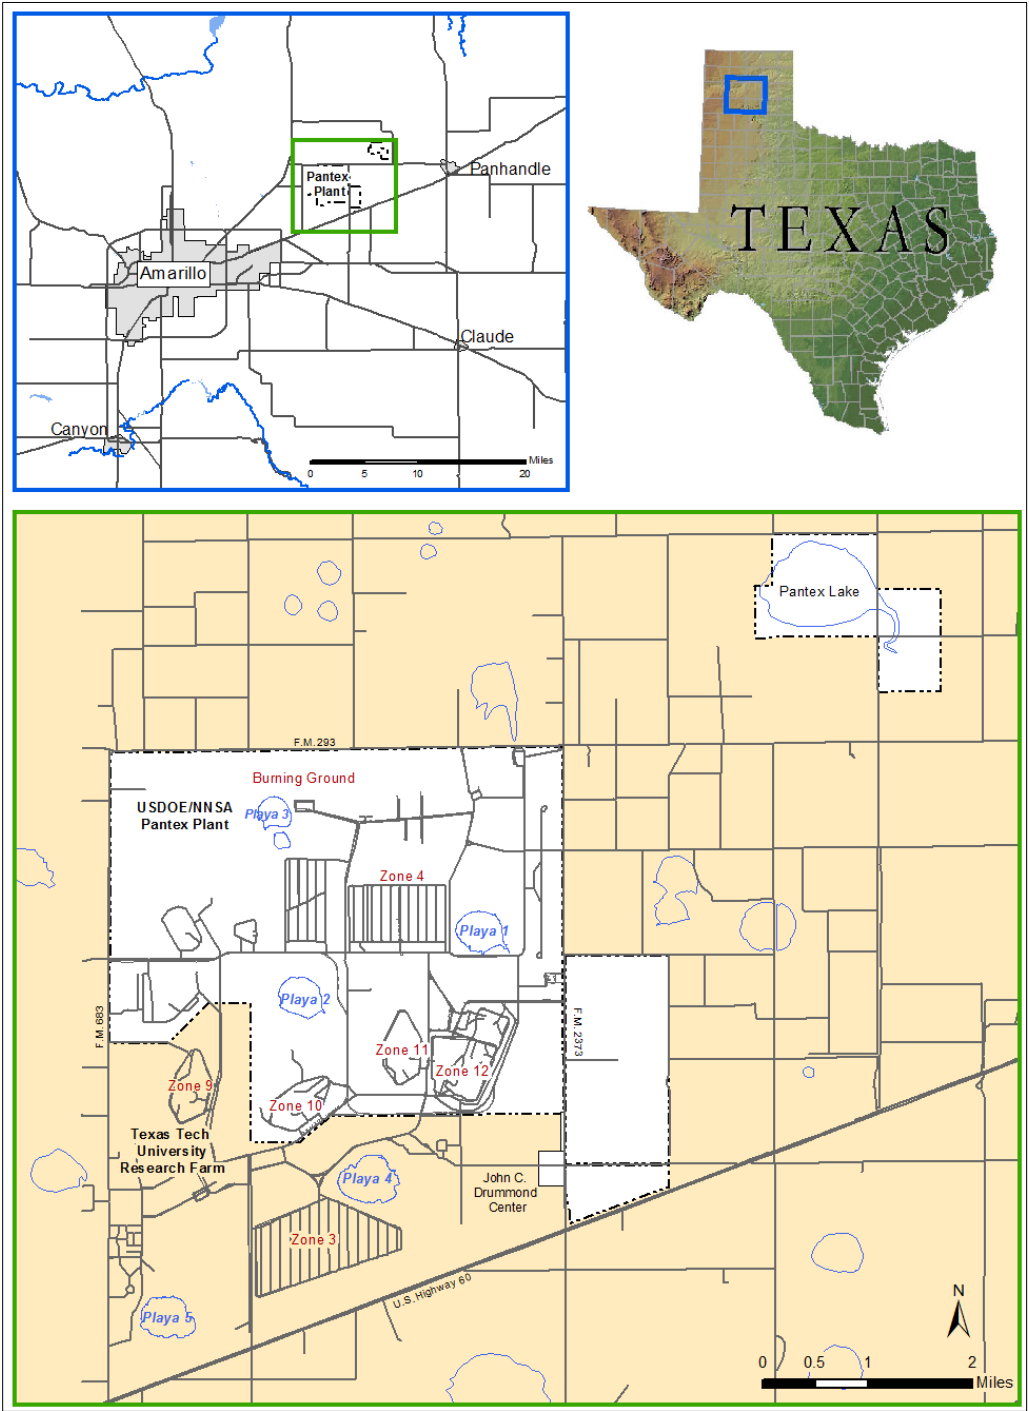 Panhandle
Pantex
Plant
Amarillo
Claude
Canyon
Miles
0 5 10 20
TEXAS
Pantex Lake
F.M. 293
Burning Ground
USDOE/NNSA
Pantex Plant
Playa 3
Zone 4
Playa 1
Playa 2
F.M. 683
F.M. 2373
Zone 11
Zone 12
Zone 9
Zone 10
Texas Tech
University
Research Farm
Playa 4
John C.
Drummond
Center
Zone 3
U.S. Highway 60
Playa 5
N
0 0.5 1 2
Miles